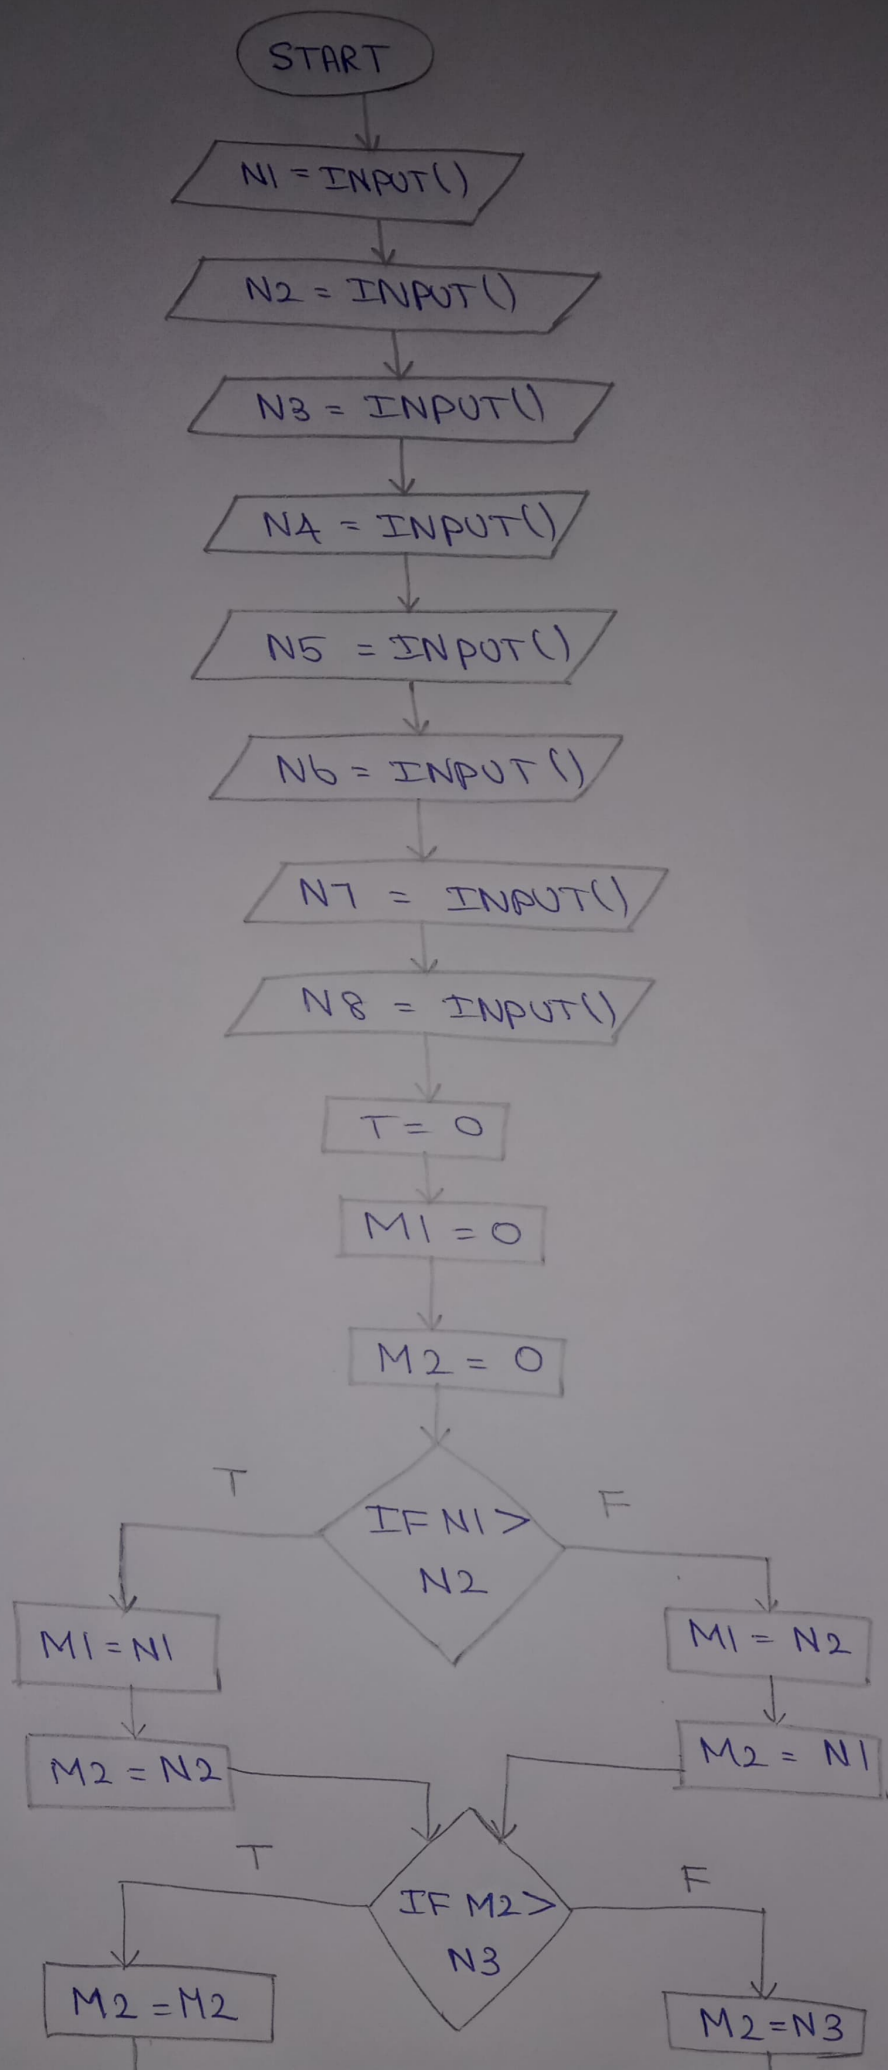 START
N1 = INPUT()
N2 = INPUT()
N3 = INPUT()
N4 = INPUT()
N5 = INPUT()
N6 = INPUT()
N7 = INPUT()
N8 = INPUT()
T = 0
M1 = 0
M2 = 0
T
F
IF N1 >
N2
M1 = N1
M1 = N2
M2 = N2
M2 = N1
T
F
IF M2 >
N3
M2 = M2
M2 = N3